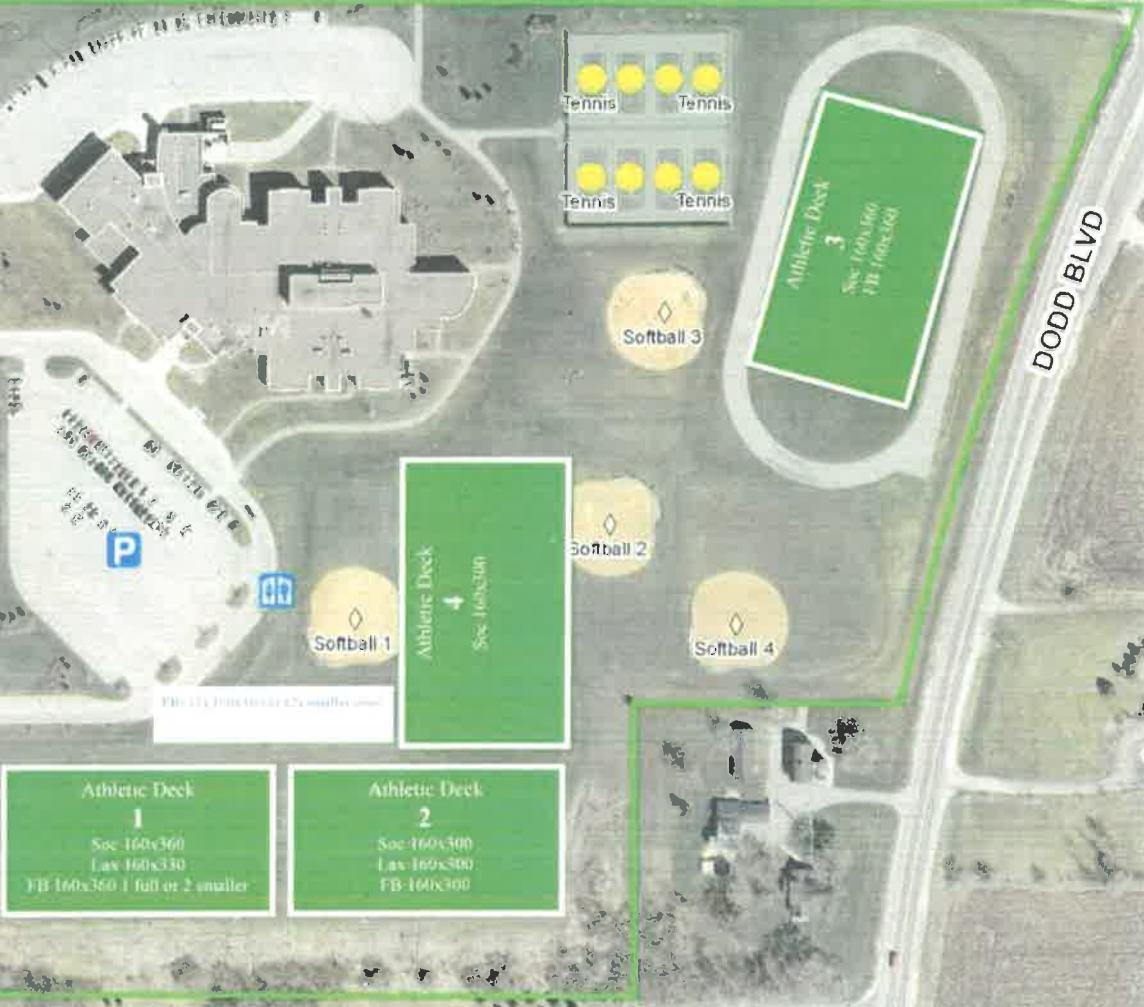 Tennis
Tennis
Tennis
Tennis
Athletic Deck
3
Soc 160x360
FB 160x360
DODD BLVD
Softball 3
Athletic Deck
4
Soc 160x300
Softball 2
P
Softball 1
Softball 4
smaller
Athletic Deck
1
Soc 160x360
Lax 160x330
FB 160x360 1 full or 2 smaller
Athletic Deck
2
Soc 160x300
Lax 160x300
FB 160x300